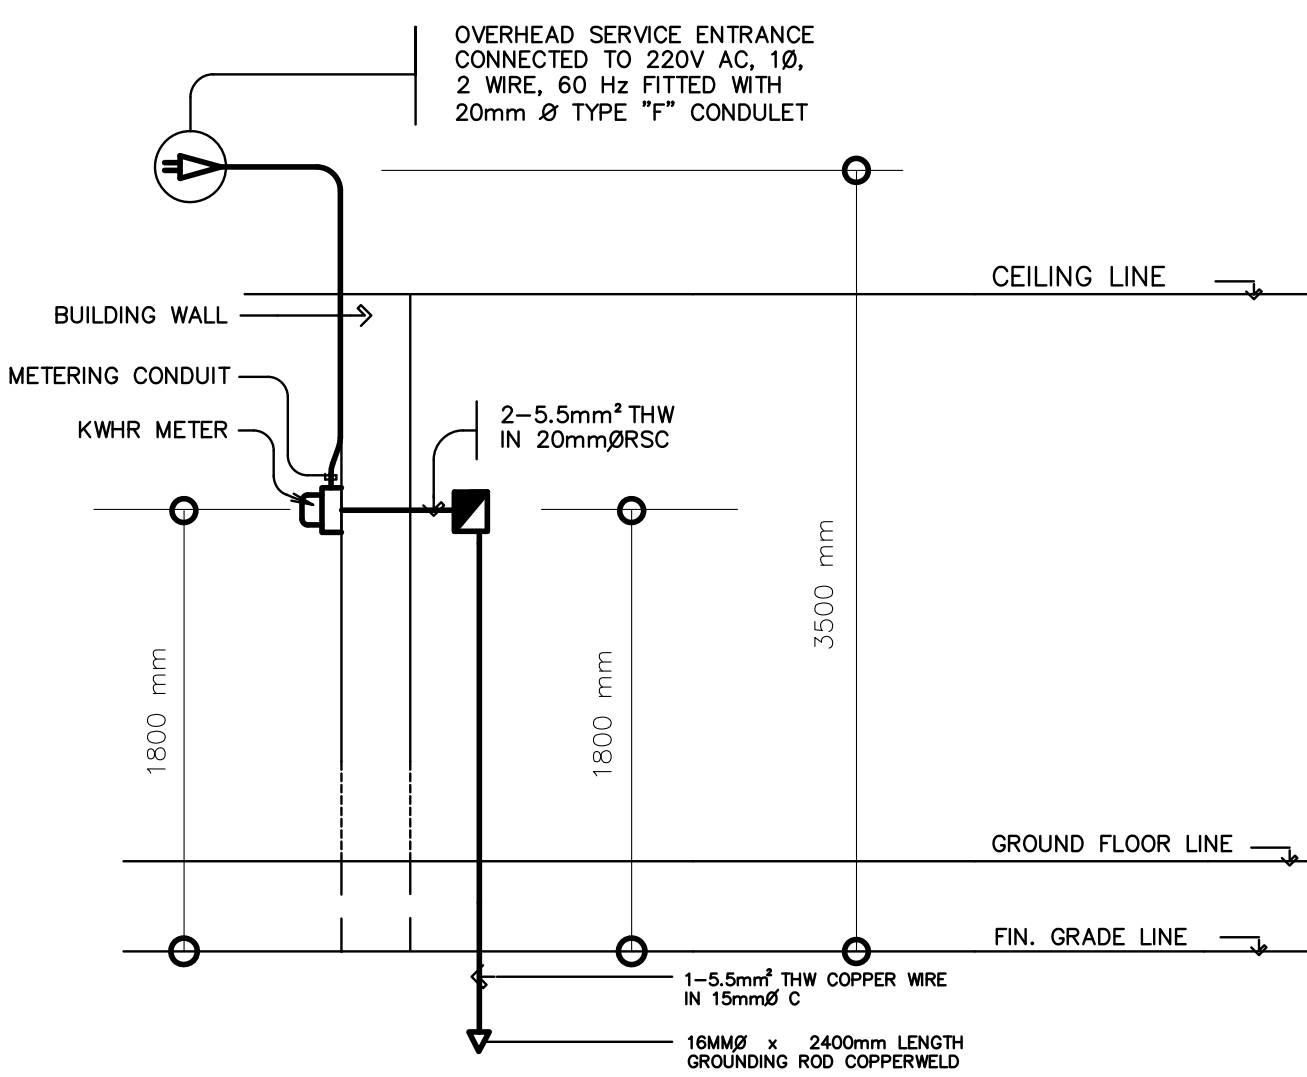 OVERHEAD SERVICE ENTRANCE
CONNECTED TO 220V AC, 1Ø,
2 WIRE, 60 Hz FITTED WITH
20mm Ø TYPE "F" CONDULET
CEILING LINE
BUILDING WALL
METERING CONDUIT
KWHR METER
2-5.5mm² THW
IN 20mmØRSC
1800 mm
1800 mm
3500 mm
GROUND FLOOR LINE
FIN. GRADE LINE
1-5.5mm² THW COPPER WIRE
IN 15mmØ C
16MMØ x 2400mm LENGTH
GROUNDING ROD COPPERWELD